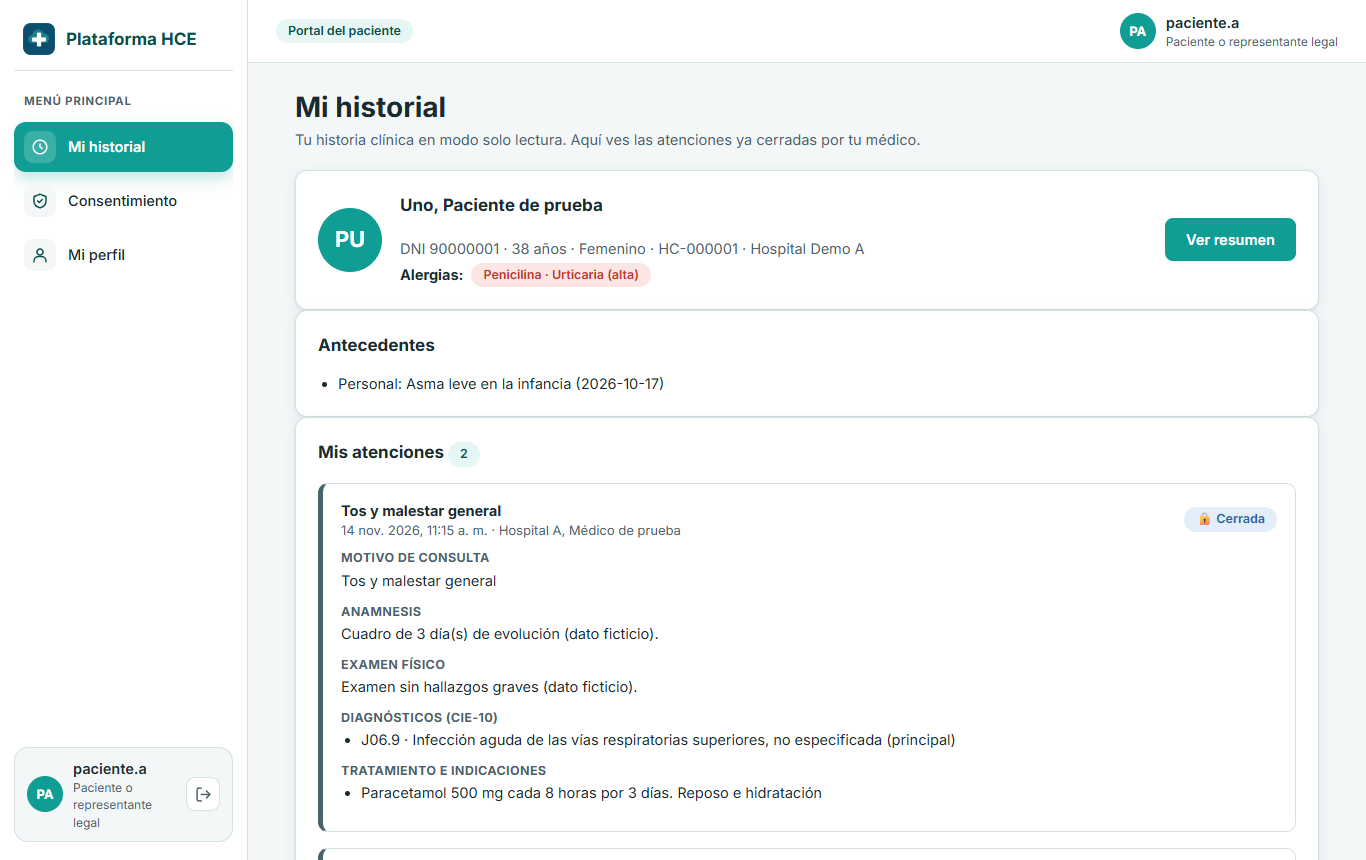 Plataforma HCE
MENÚ PRINCIPAL
Mi historial
Consentimiento
Mi perfil
paciente.a
PA
Paciente o
representante
legal
Portal del paciente
PA
paciente.a
Paciente o representante legal
Mi historial
Tu historia clínica en modo solo lectura. Aquí ves las atenciones ya cerradas por tu médico.
PU
Uno, Paciente de prueba
DNI 90000001 · 38 años · Femenino · HC-000001 · Hospital Demo A
Alergias: Penicilina · Urticaria (alta)
Ver resumen
Antecedentes
• Personal: Asma leve en la infancia (2026-10-17)
Mis atenciones 2
Tos y malestar general
14 nov. 2026, 11:15 a. m. · Hospital A, Médico de prueba
🔒 Cerrada
MOTIVO DE CONSULTA
Tos y malestar general
ANAMNESIS
Cuadro de 3 día(s) de evolución (dato ficticio).
EXAMEN FÍSICO
Examen sin hallazgos graves (dato ficticio).
DIAGNÓSTICOS (CIE-10)
• J06.9 · Infección aguda de las vías respiratorias superiores, no especificada (principal)
TRATAMIENTO E INDICACIONES
• Paracetamol 500 mg cada 8 horas por 3 días. Reposo e hidratación